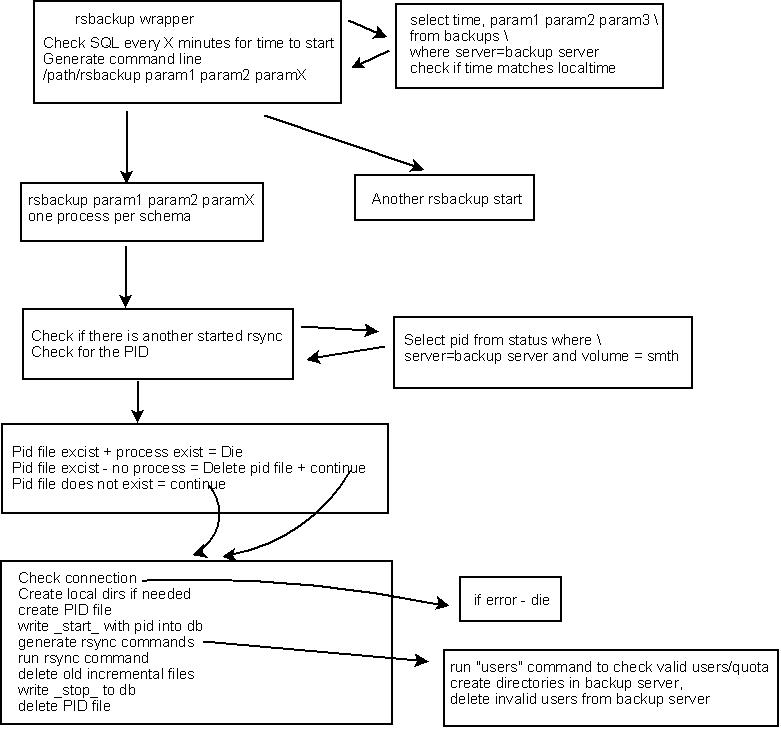 rsbackup wrapper
Check SQL every X minutes for time to start
Generate command line
/path/rsbackup param1 param2 paramX
select time, param1 param2 param3 \
from backups \
where server=backup server
check if time matches localtime
rsbackup param1 param2 paramX
one process per schema
Another rsbackup start
Check if there is another started rsync
Check for the PID
Select pid from status where \
server=backup server and volume = smth
Pid file excist + process exist = Die
Pid file excist - no process = Delete pid file + continue
Pid file does not exist = continue
Check connection
Create local dirs if needed
create PID file
write _start_ with pid into db
generate rsync commands
run rsync command
delete old incremental files
write _stop_ to db
delete PID file
if error - die
run "users" command to check valid users/quota
create directories in backup server,
delete invalid users from backup server